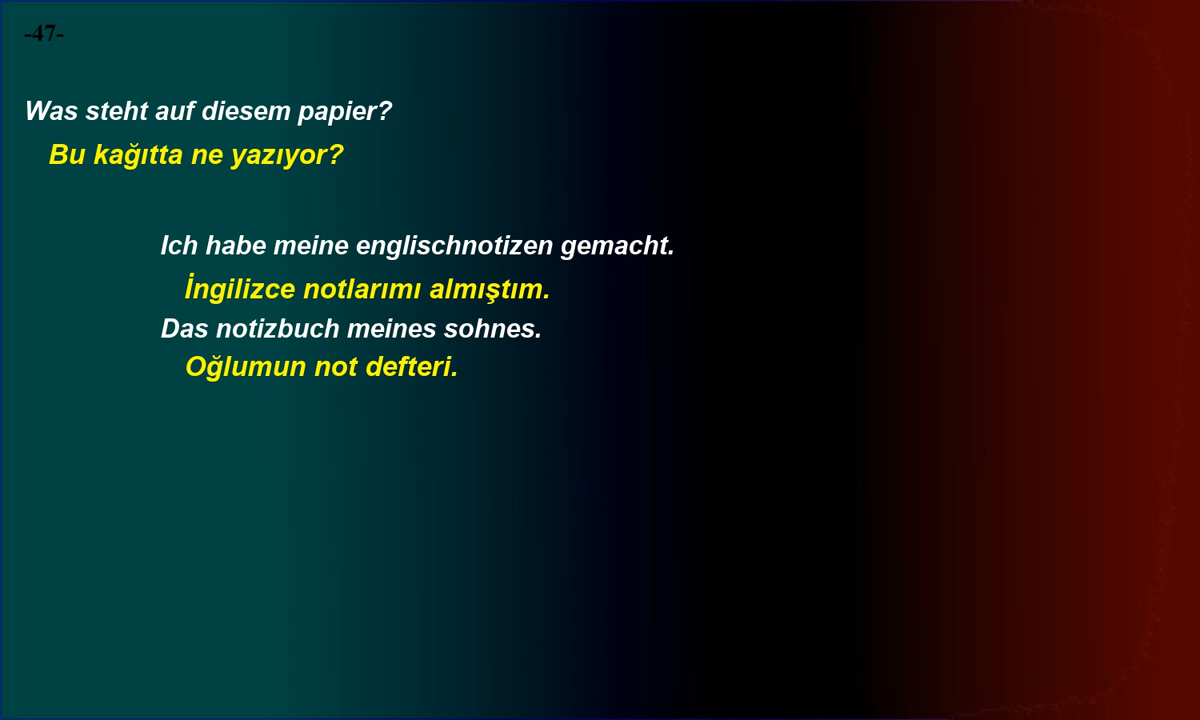 -47-
Was steht auf diesem papier?
Bu kağıtta ne yazıyor?
Ich habe meine englischnotizen gemacht.
İngilizce notlarımı almıştım.
Das notizbuch meines sohnes.
Oğlumun not defteri.